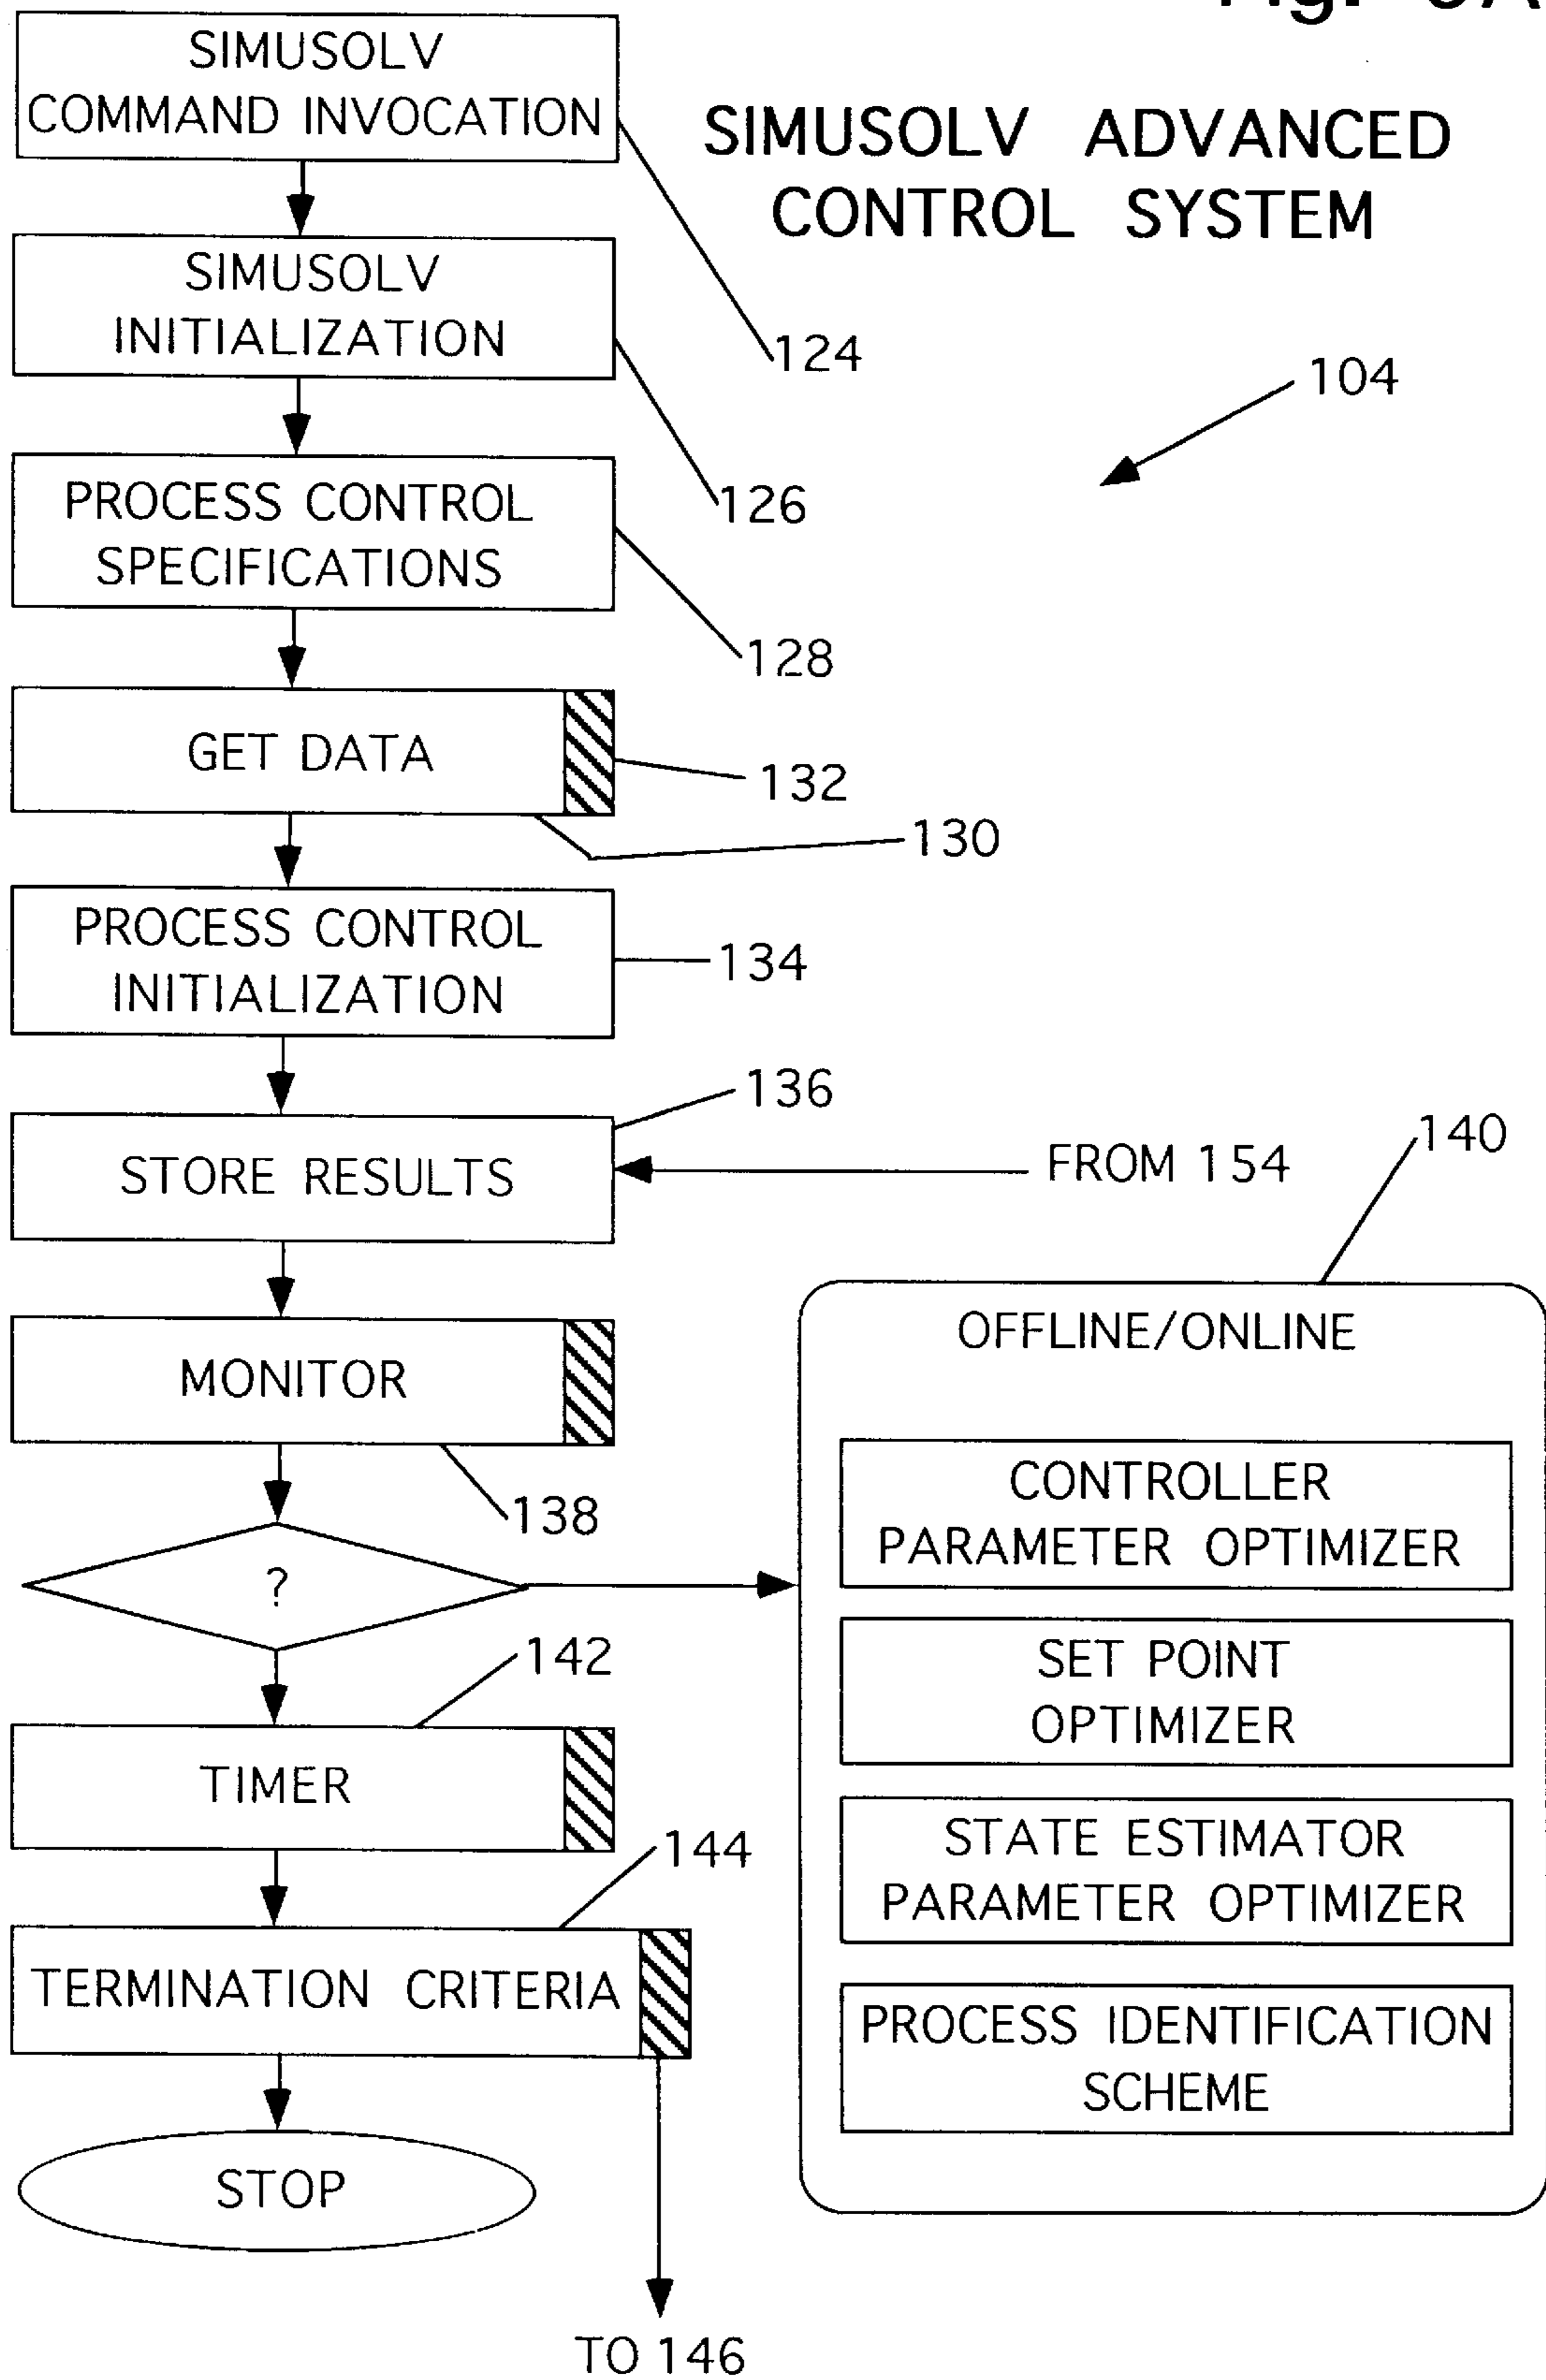 SIMUSOLV
COMMAND INVOCATION
SIMUSOLV ADVANCED
CONTROL SYSTEM
SIMUSOLV
INITIALIZATION
124
104
PROCESS CONTROL
SPECIFICATIONS
126
128
GET DATA
132
130
PROCESS CONTROL
INITIALIZATION
134
136
STORE RESULTS
FROM 154
140
OFFLINE/ONLINE
MONITOR
138
CONTROLLER
PARAMETER OPTIMIZER
?
142
SET POINT
OPTIMIZER
TIMER
144
STATE ESTIMATOR
PARAMETER OPTIMIZER
TERMINATION CRITERIA
PROCESS IDENTIFICATION
SCHEME
STOP
TO 146